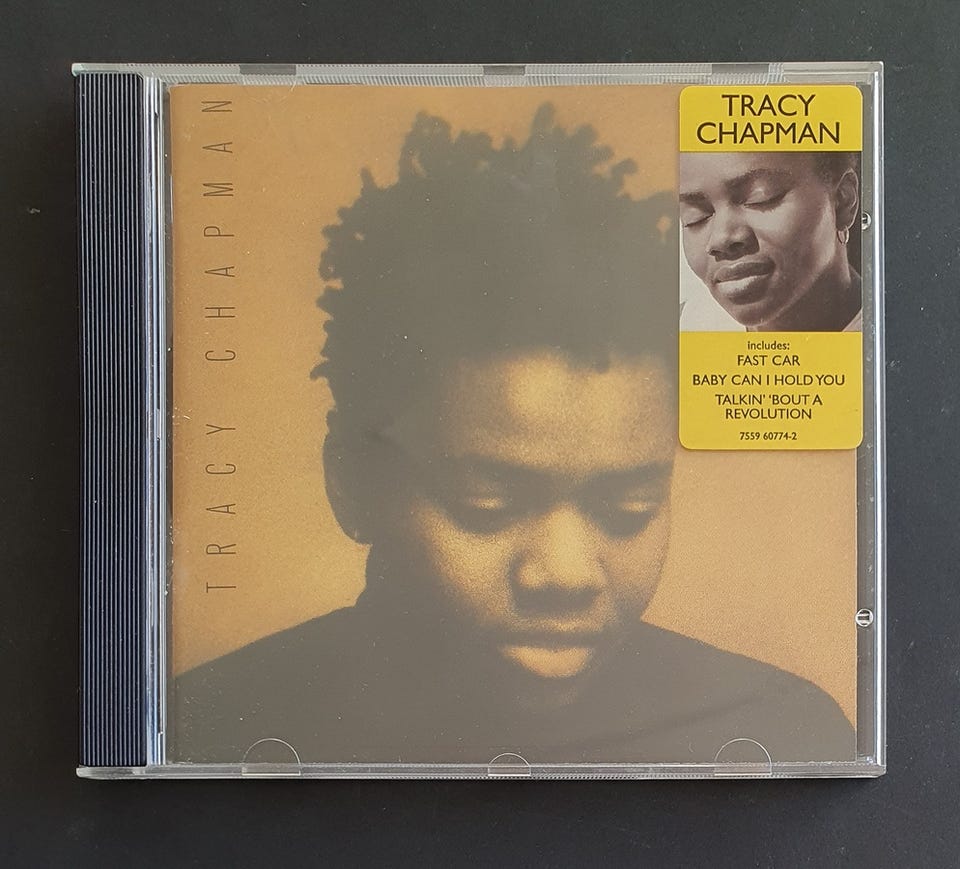 TRACY CHAPMAN
TRACY
CHAPMAN
includes:
FAST CAR
BABY CAN I HOLD YOU
TALKIN' 'BOUT A
REVOLUTION
7559 60774-2